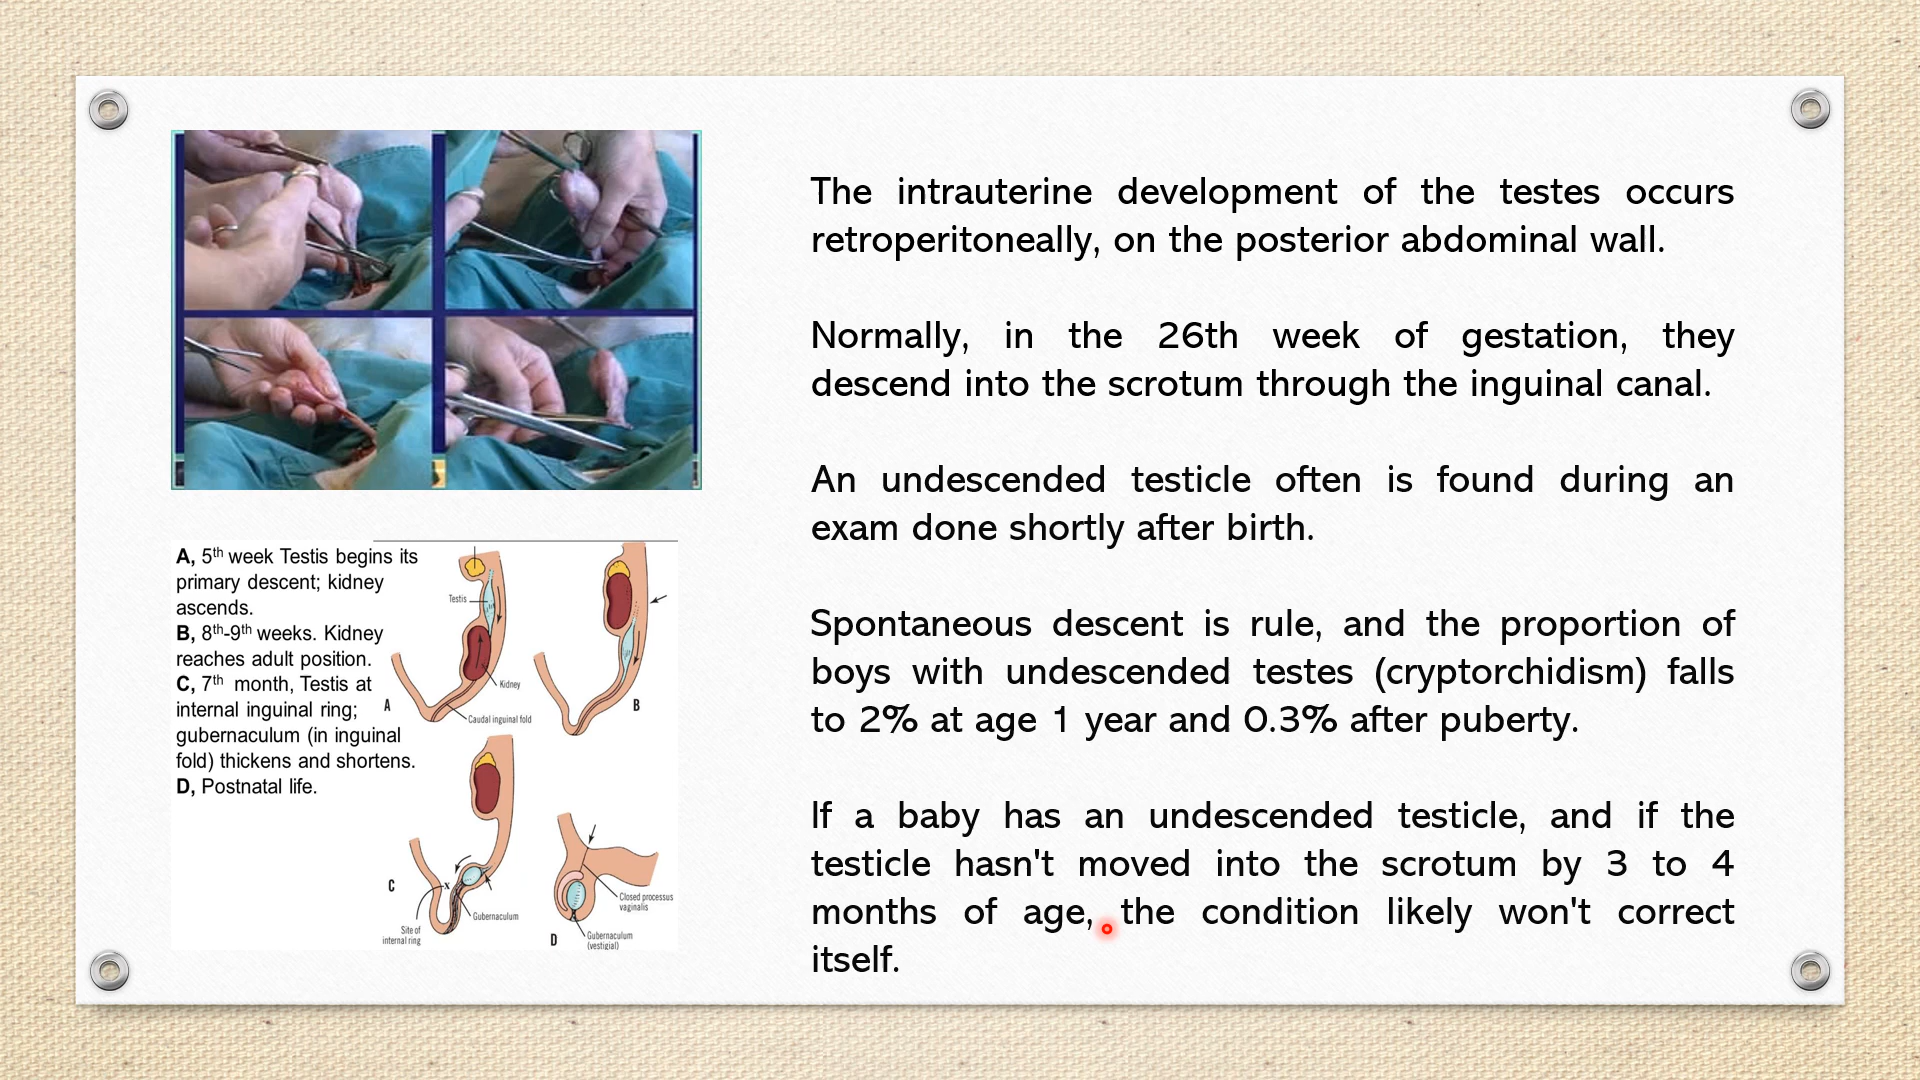 The intrauterine development of the testes occurs
retroperitoneally, on the posterior abdominal wall.
Normally, in the 26th week of gestation, they
descend into the scrotum through the inguinal canal.
An undescended testicle often is found during an
exam done shortly after birth.
Spontaneous descent is rule, and the proportion of
boys with undescended testes (cryptorchidism) falls
to 2% at age 1 year and 0.3% after puberty.
If a baby has an undescended testicle, and if the
testicle hasn't moved into the scrotum by 3 to 4
months of age, the condition likely won't correct
itself.
A, 5th week Testis begins its
primary descent; kidney
ascends.
B, 8th-9th weeks. Kidney
reaches adult position.
C, 7th month, Testis at
internal inguinal ring;
gubernaculum (in inguinal
fold) thickens and shortens.
D, Postnatal life.
Testis
Kidney
Caudal inguinal fold
A
B
C
x
Site of
internal ring
Gubernaculum
D
Closed processus
vaginalis
Gubernaculum
(vestigial)